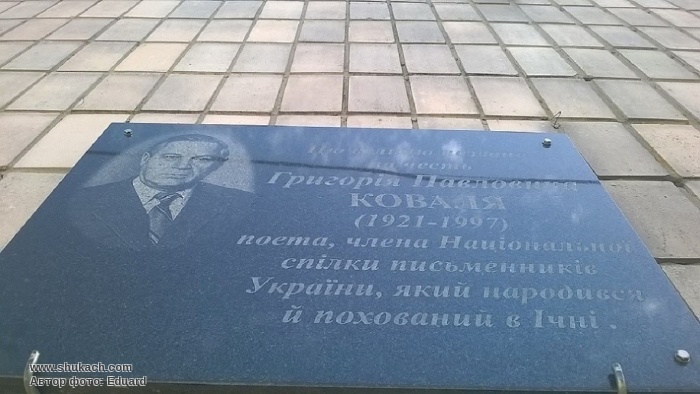 на честь
Григорія Павловича
КОВАЛЯ
(1921-1997)
поета, члена Національної
спілки письменників
України, який народився
й похований в Ічні .
www.shukach.com
Автор фото: Eduard